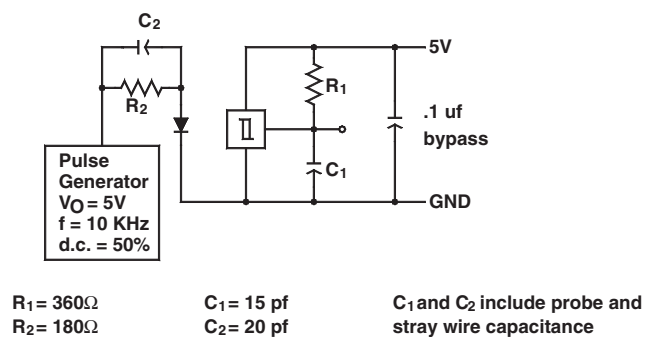 C2
R2
Pulse
Generator
VO = 5V
f = 10 KHz
d.c. = 50%
5V
R1
C1
.1 uf
bypass
GND
R1 = 360Ω
R2 = 180Ω
C1 = 15 pf
C2 = 20 pf
C1 and C2 include probe and
stray wire capacitance